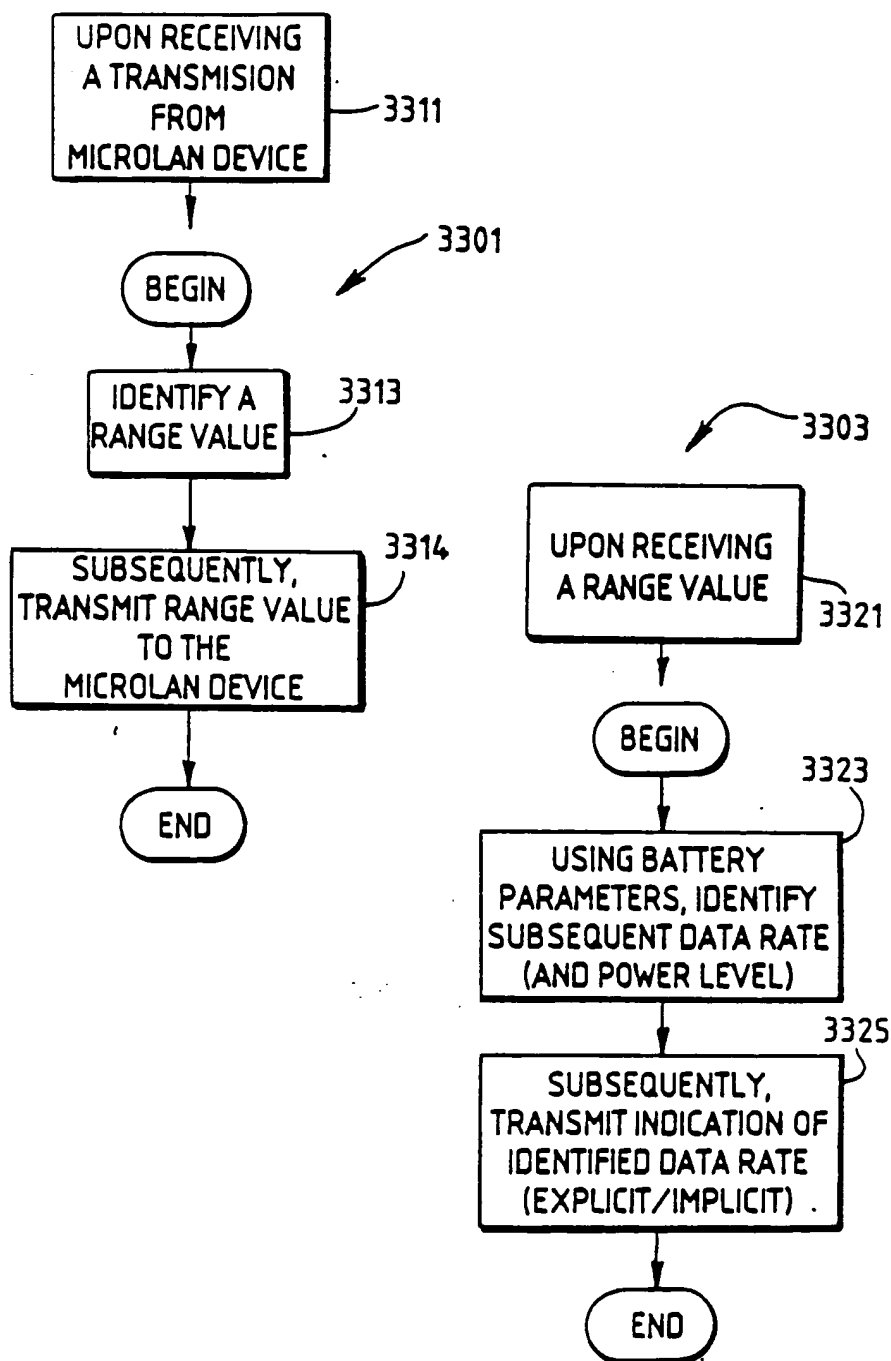 UPON RECEIVING
A TRANSMISION
FROM
MICROLAN DEVICE
3311
3301
BEGIN
IDENTIFY A
RANGE VALUE
3313
SUBSEQUENTLY,
TRANSMIT RANGE VALUE
TO THE
MICROLAN DEVICE
3314
END
3303
UPON RECEIVING
A RANGE VALUE
3321
BEGIN
3323
USING BATTERY
PARAMETERS, IDENTIFY
SUBSEQUENT DATA RATE
(AND POWER LEVEL)
3325
SUBSEQUENTLY,
TRANSMIT INDICATION OF
IDENTIFIED DATA RATE
(EXPLICIT/IMPLICIT)
END